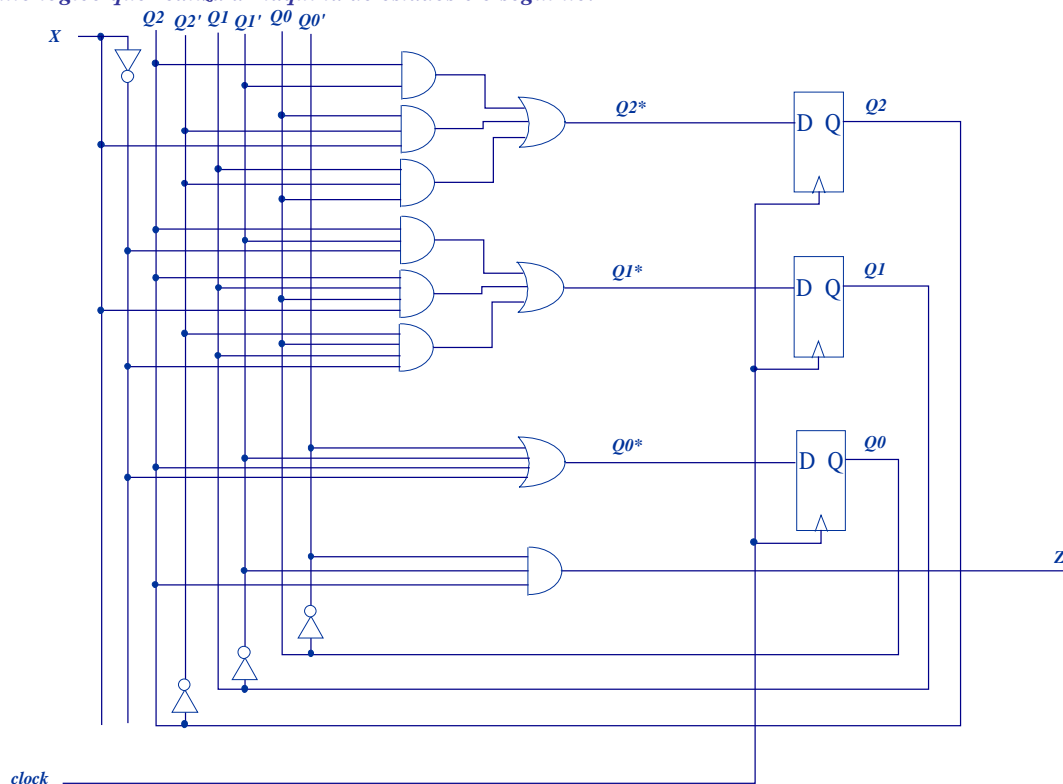 Q2 Q2' Q1 Q1' Q0 Q0'
X
Q2* D Q Q2
Q1* D Q Q1
Q0* D Q Q0
Z
clock